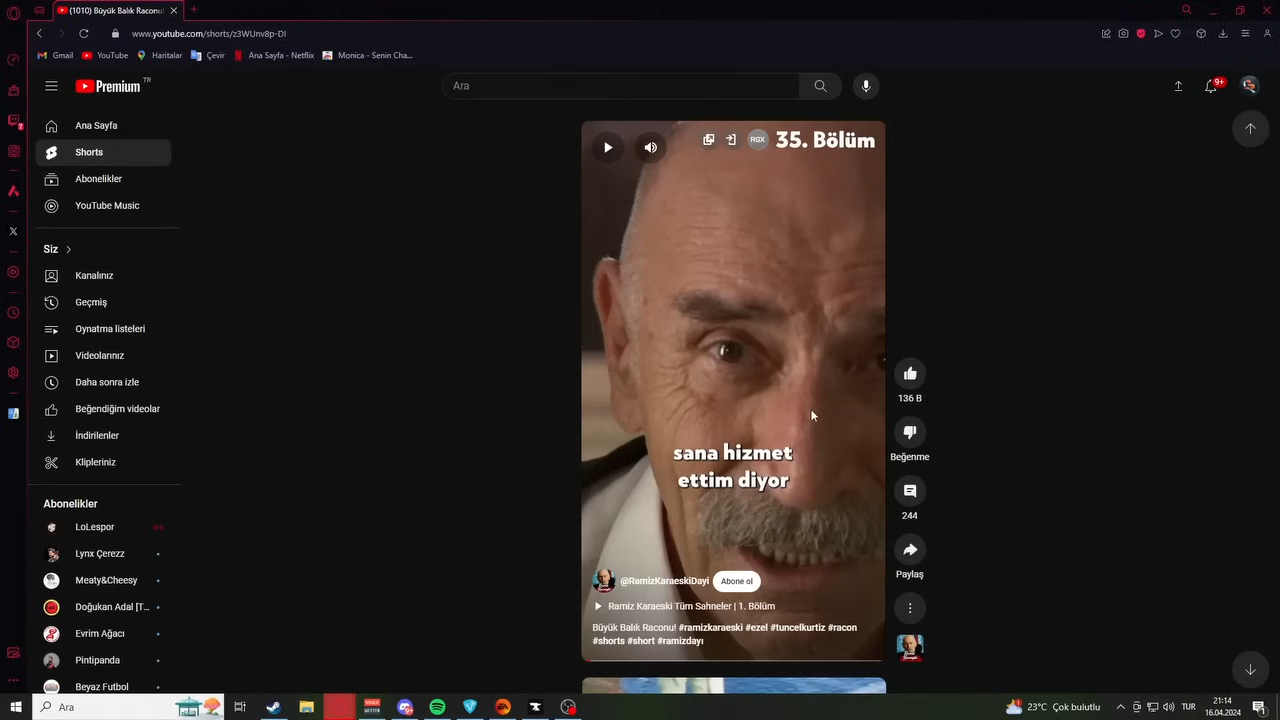 (1010) Büyük Balık Raconu!
www.youtube.com/shorts/z3WUnv8p-DI
Gmail
YouTube
Haritalar
Çevir
Ana Sayfa - Netflix
Monica - Senin Cha...
Premium
TR
Ara
9+
Ana Sayfa
Shorts
Abonelikler
YouTube Music
Siz
Kanalınız
Geçmiş
Oynatma listeleri
Videolarınız
Daha sonra izle
Beğendiğim videolar
İndirilenler
Klipleriniz
Abonelikler
LoLespor
Lynx Çerezz
Meaty&Cheesy
Doğukan Adal [T...
Evrim Ağacı
Pintipanda
Beyaz Futbol
RGX
35. Bölüm
sana hizmet
ettim diyor
@RamizKaraeskiDayi
Abone ol
Ramiz Karaeski Tüm Sahneler | 1. Bölüm
Büyük Balık Raconu! #ramizkaraeski #ezel #tuncelkurtiz #racon
#shorts #short #ramizdayı
136 B
Beğenme
244
Paylaş
Ara
23°C Çok bulutlu
TUR
21:14
16.04.2024